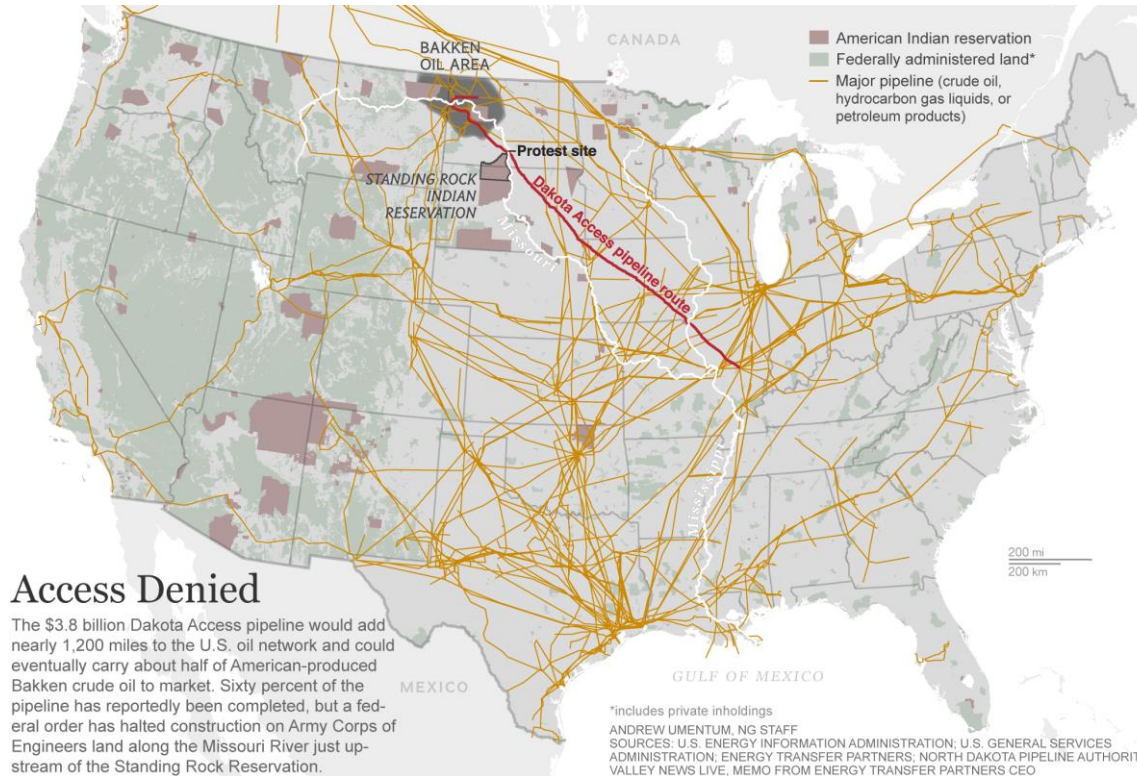 CANADA
BAKKEN
OIL AREA
American Indian reservation
Federally administered land*
Major pipeline (crude oil,
hydrocarbon gas liquids, or
petroleum products)
Protest site
STANDING ROCK
INDIAN
RESERVATION
Dakota Access pipeline route
Missouri
Mississippi
200 mi
200 km
Access Denied
The $3.8 billion Dakota Access pipeline would add
nearly 1,200 miles to the U.S. oil network and could
eventually carry about half of American-produced
Bakken crude oil to market. Sixty percent of the
pipeline has reportedly been completed, but a fed-
eral order has halted construction on Army Corps of
Engineers land along the Missouri River just up-
stream of the Standing Rock Reservation.
MEXICO
GULF OF MEXICO
*includes private inholdings
ANDREW UMENTUM, NG STAFF
SOURCES: U.S. ENERGY INFORMATION ADMINISTRATION; U.S. GENERAL SERVICES
ADMINISTRATION; ENERGY TRANSFER PARTNERS; NORTH DAKOTA PIPELINE AUTHORIT
VALLEY NEWS LIVE, MEMO FROM ENERGY TRANSFER PARTNERS CEO